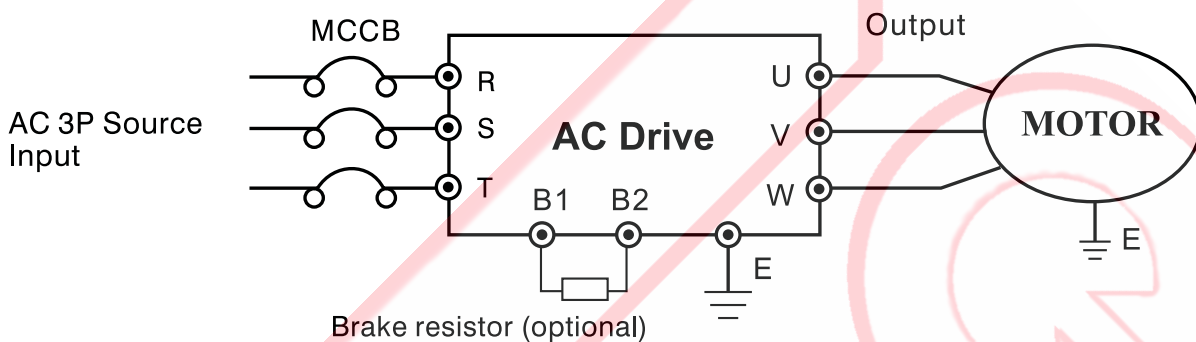 MCCB
Output
R
U
AC 3P Source
Input
S
AC Drive
V
MOTOR
T
W
B1
B2
E
E
Brake resistor (optional)